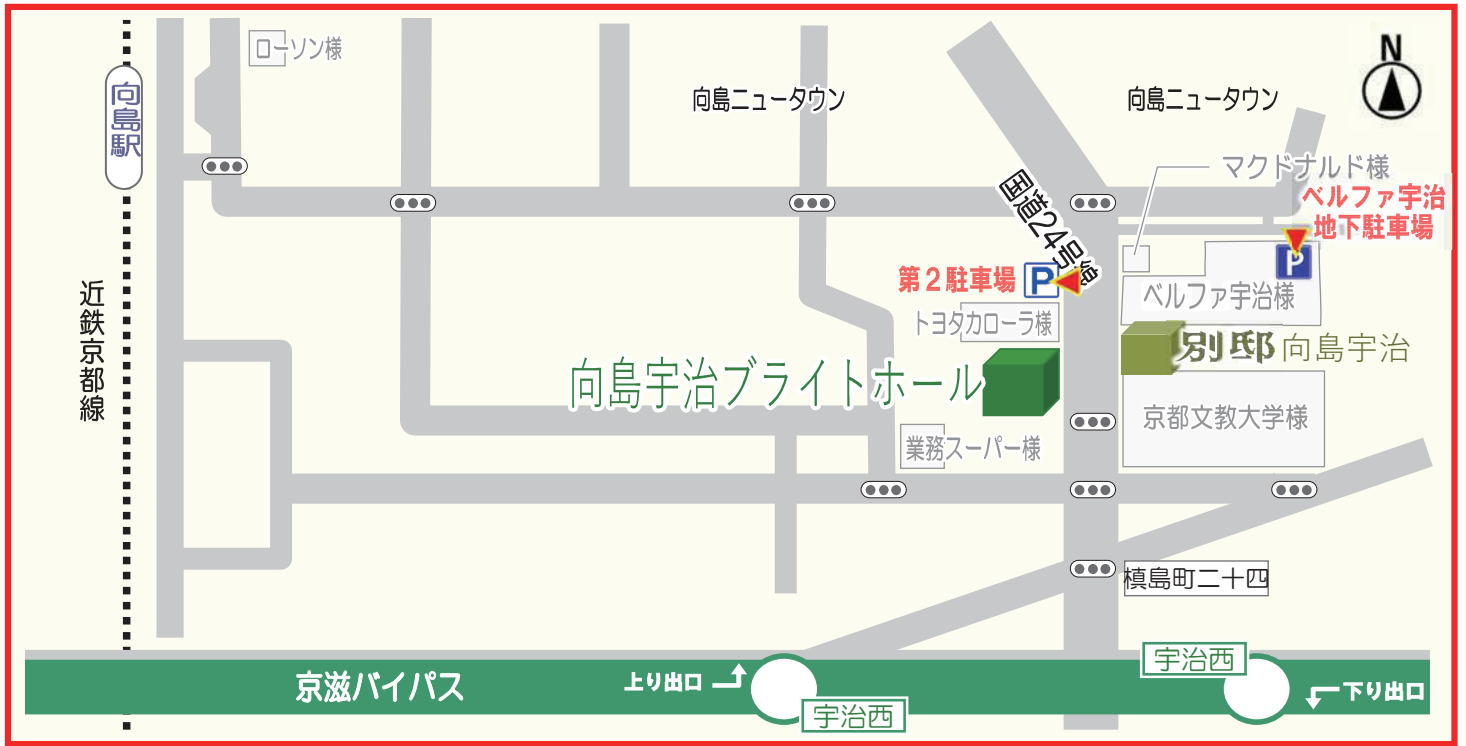 ローソン様
N
向島駅
向島ニュータウン
向島ニュータウン
国道24号線
マクドナルド様
ベルファ宇治
地下駐車場
P
第2駐車場
P
近鉄京都線
ベルファ宇治様
トヨタカローラ様
別邸 向島宇治
向島宇治ブライトホール
京都文教大学様
業務スーパー様
槙島町二十四
宇治西
京滋バイパス
上り出口
下り出口
宇治西